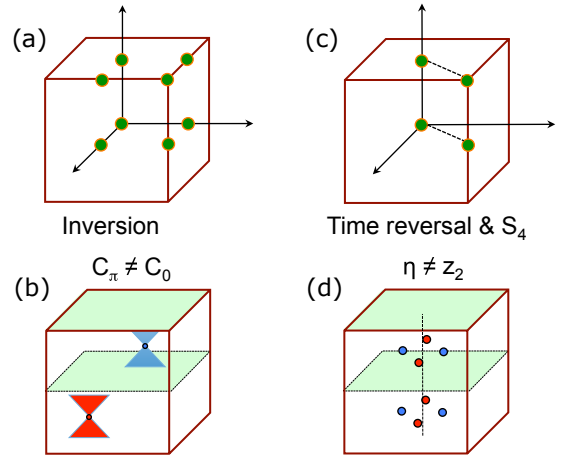 (a)
(c)
Inversion
Time reversal & S₄
Cπ ≠ C₀
η ≠ z₂
(b)
(d)